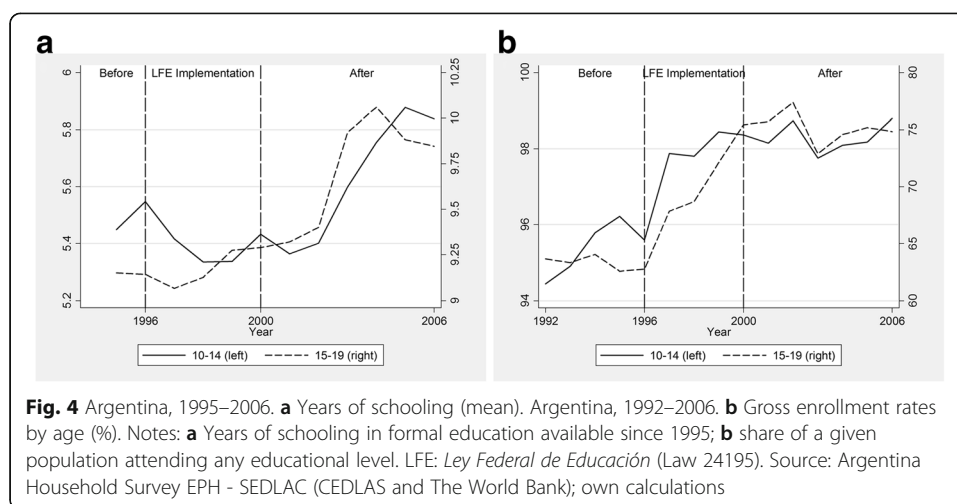 a
b
6
5.8
5.6
5.4
5.2
Before
LFE Implementation
After
10.25
10
9.75
9.5
9.25
9
1996
2000
2006
Year
10-14 (left)
15-19 (right)
100
98
96
94
Before
LFE Implementation
After
80
75
70
65
60
1992
1996
2000
2006
Year
10-14 (left)
15-19 (right)
Fig. 4 Argentina, 1995–2006. a Years of schooling (mean). Argentina, 1992–2006. b Gross enrollment rates
by age (%). Notes: a Years of schooling in formal education available since 1995; b share of a given
population attending any educational level. LFE: Ley Federal de Educación (Law 24195). Source: Argentina
Household Survey EPH - SEDLAC (CEDLAS and The World Bank); own calculations